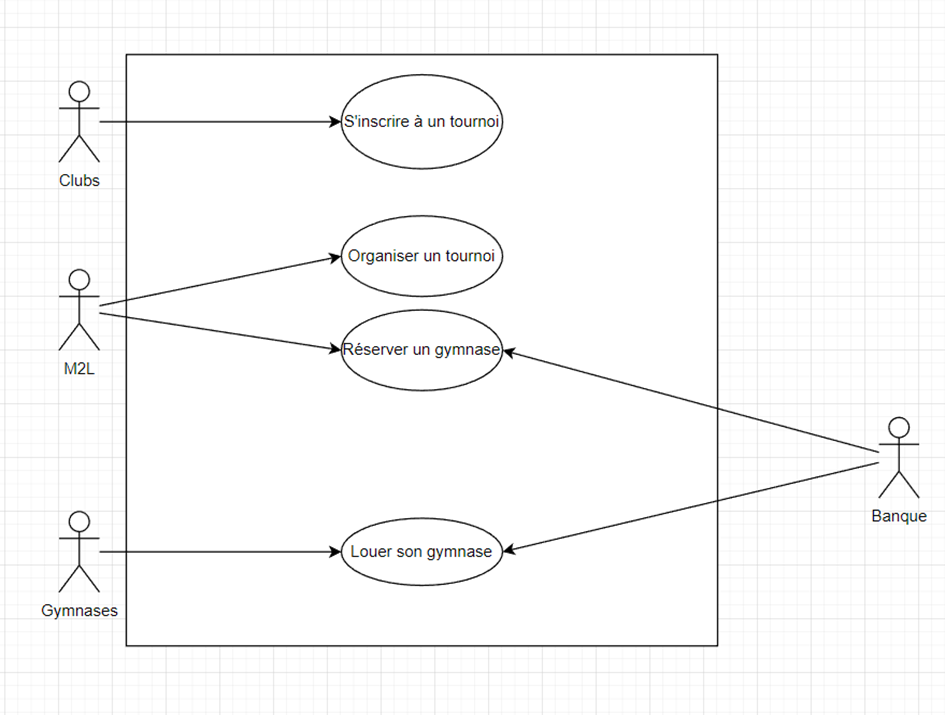 S'inscrire à un tournoi
Clubs
Organiser un tournoi
Réserver un gymnase
M2L
Banque
Louer son gymnase
Gymnases